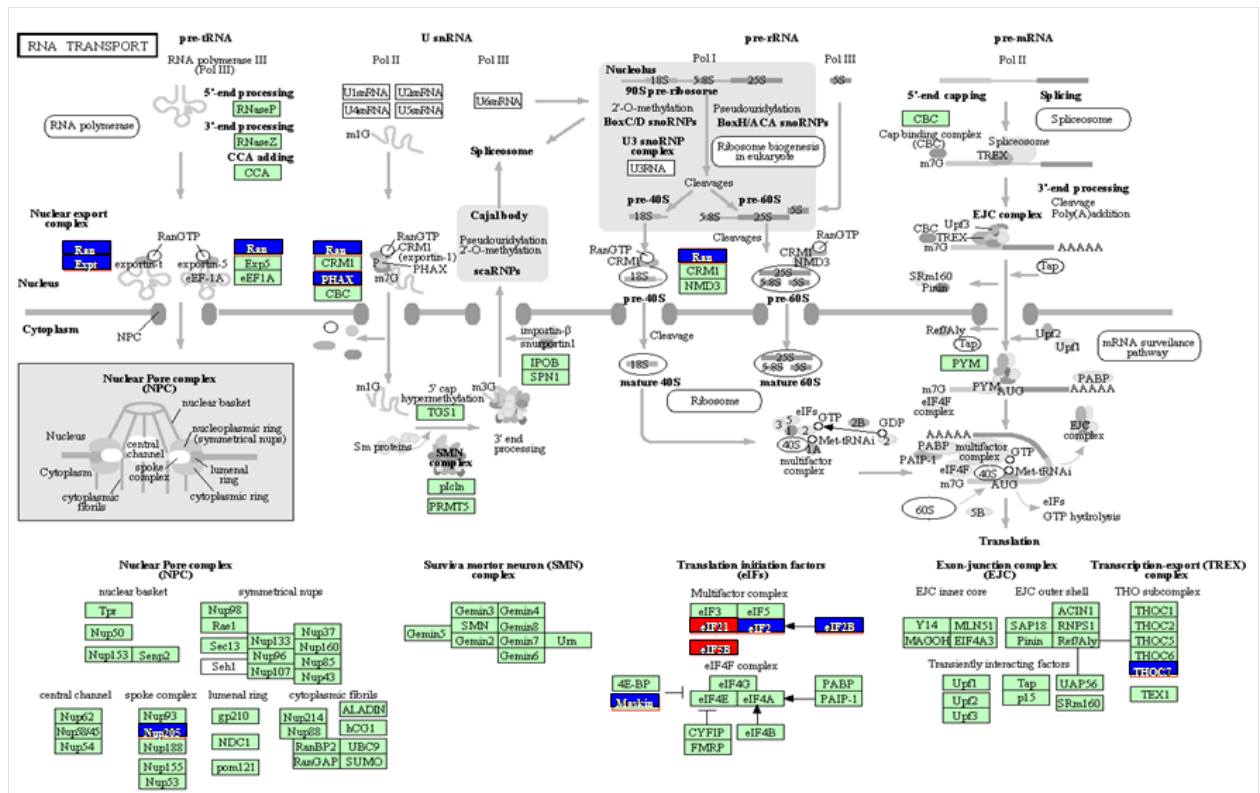 RNA TRANSPORT
pre-tRNA
RNA polymerase III
(Pol III)
5'-end processing
RNaseP
3'-end processing
RNaseZ
CCA adding
CCA
RNA polymerase
Nuclear export
complex
Ran
Expt
RanGTP
exportin-t
exportin-5
eEF-1A
Ran
Exp5
eEF1A
Nucleus
Cytoplasm
NPC
U snRNA
Pol II
Pol III
U1snRNA
U2snRNA
U4snRNA
U5snRNA
U6snRNA
m1G
Spliceosome
Cajal body
Pseudouridylation
2'-O-methylation
scaRNPs
Ran
CRM1
PHAX
CBC
RanGTP
CRM1
(exportin-1)
PHAX
P
m7G
importin-β
snurportin1
IPOB
SPN1
m1G
5' cap
hypermethylation
TGS1
m3G
Sm proteins
SMN
complex
3' end
processing
pIcln
PRMT5
pre-rRNA
Pol I
Pol III
Nucleolus
18S
5.8S
25S
5S
90S pre-ribosome
2'-O-methylation
BoxC/D snoRNPs
Pseudouridylation
BoxH/ACA snoRNPs
U3 snoRNP
complex
U3RNA
Ribosome biogenesis
in eukaryote
Cleavages
pre-40S
pre-60S
18S
5.8S
25S
5S
RanGTP
CRM1
18S
Ran
CRM1
NMD3
Cleavages
RanGTP
CRM1
NMD3
25S
5.8S
5S
pre-40S
pre-60S
Cleavage
18S
25S
5.8S
5S
mature 40S
mature 60S
Ribosome
eIFs
3
5
1
2
GTP
2B
GDP
2
40S
Met-tRNAi
1A
multifactor
complex
pre-mRNA
Pol II
5'-end capping
Splicing
CBC
Cap binding complex
(CBC)
m7G
Spliceosome
Spliceosome
TREX
3'-end processing
Cleavage
Poly(A)addition
EJC complex
CBC
Upf3
TREX
m7G
AAAAA
SRm160
Pinin
Tap
Ref/Aly
Tap
Upf2
Upf1
mRNA surveilance
pathway
PYM
PYM
AUG
PABP
AAAAA
m7G
eIF4F
complex
AAAAA
PABP
PAIP-1
multifactor
complex
GTP
eIF4F
40S
Met-tRNAi
m7G
AUG
EJC
complex
60S
5B
eIFs
GTP hydrolysis
Translation
Nuclear Pore complex
(NPC)
nuclear basket
Nucleus
nucleoplasmic ring
(symmetrical nups)
central
channel
spoke
complex
Cytoplasm
lumenal
ring
cytoplasmic
fibrils
cytoplasmic ring
Nuclear Pore complex
(NPC)
nuclear basket
symmetrical nups
Tpr
Nup50
Nup153
Senp2
Nup98
Rae1
Sec13
Seh1
Nup133
Nup96
Nup107
Nup37
Nup160
Nup85
Nup43
central channel
spoke complex
lumenal ring
cytoplasmic fibrils
Nup62
Nup58/45
Nup54
Nup93
Nup205
Nup188
Nup155
Nup53
gp210
NDC1
pom121
Nup214
Nup88
ALADIN
hCG1
RanBP2
UBC9
RanGAP
SUMO
Surviva mortor neuron (SMN)
complex
Gemin3
Gemin4
Gemin5
SMN
Gemin8
Gemin2
Gemin7
Unr
Gemin6
Translation initiation factors
(eIFs)
Multifactor complex
eIF3
eIF5
eIF2
eIF2B
eIF5B
eIF4F complex
4E-BP
Maskin
eIF4G
eIF4E
eIF4A
PABP
PAIP-1
CYFIP
FMRP
eIF4B
Exon-junction complex
(EJC)
EJC inner core
EJC outer shell
Y14
MLN51
MAGOH
EIF4A3
ACIN1
SAP18
RNPS1
Pinin
Ref/Aly
Transiently interacting factors
Upf1
Upf2
Upf3
Tap
p15
UAP56
SRm160
Transcription-export (TREX)
complex
THO subcomplex
THOC1
THOC2
THOC5
THOC6
THOC7
TEX1